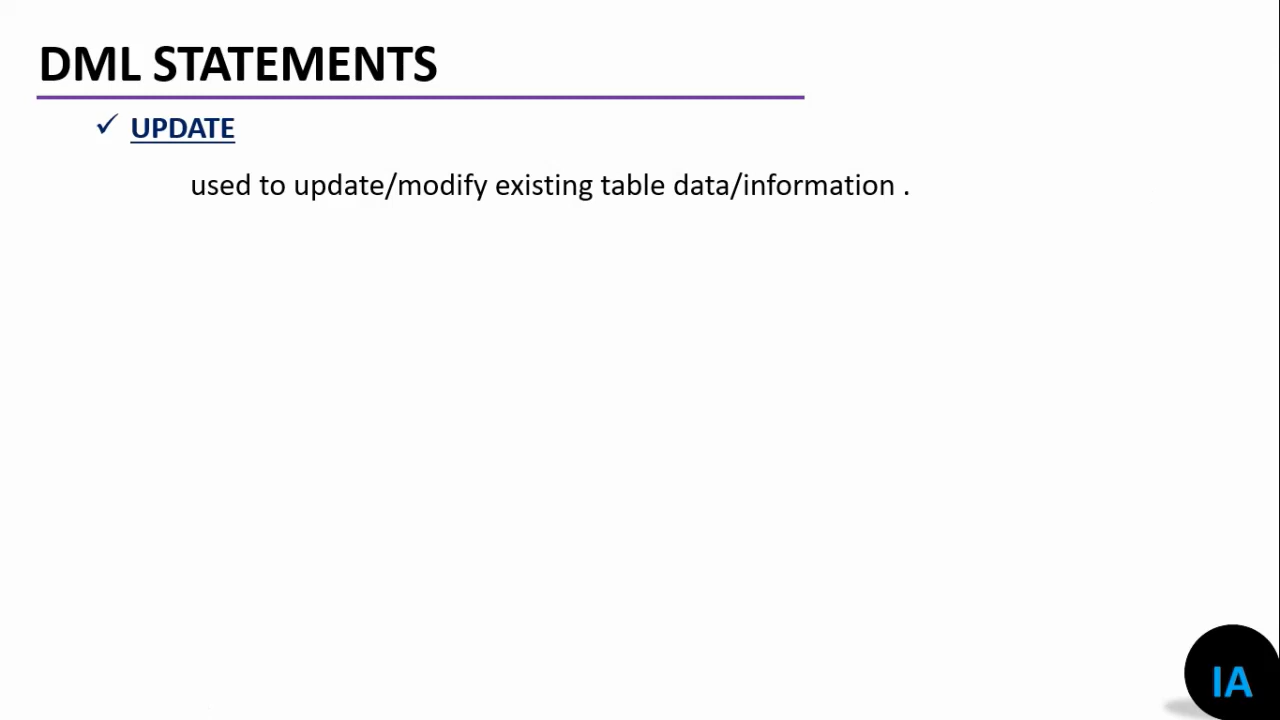 DML STATEMENTS
✓ UPDATE
used to update/modify existing table data/information .
IA